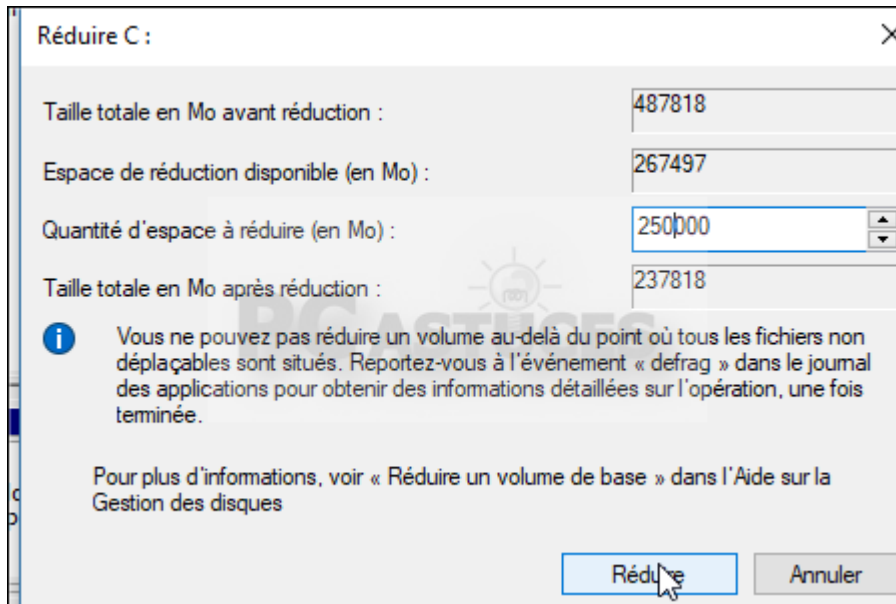 Réduire C :
Taille totale en Mo avant réduction :
487818
Espace de réduction disponible (en Mo) :
267497
Quantité d'espace à réduire (en Mo) :
250000
Taille totale en Mo après réduction :
237818
PC ASTUCES
Vous ne pouvez pas réduire un volume au-delà du point où tous les fichiers non
déplaçables sont situés. Reportez-vous à l'événement « defrag » dans le journal
des applications pour obtenir des informations détaillées sur l'opération, une fois
terminée.
Pour plus d'informations, voir « Réduire un volume de base » dans l'Aide sur la
Gestion des disques
Réduire
Annuler